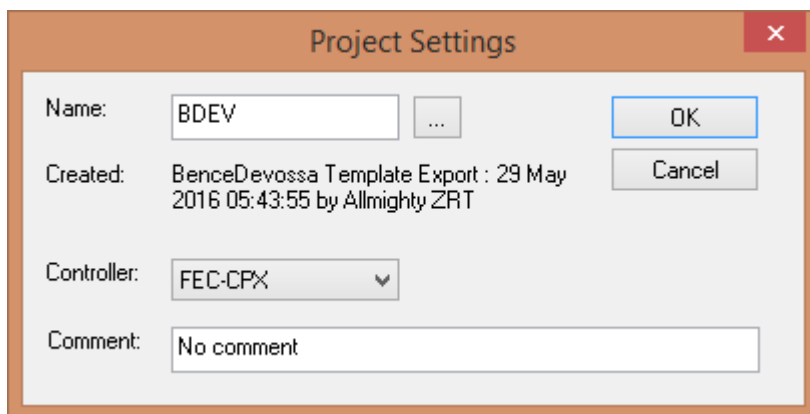 Project Settings
Name:
BDEV
...
OK
Created:
BenceDevossa Template Export : 29 May
2016 05:43:55 by Allmighty ZRT
Cancel
Controller:
FEC-CPX
Comment:
No comment